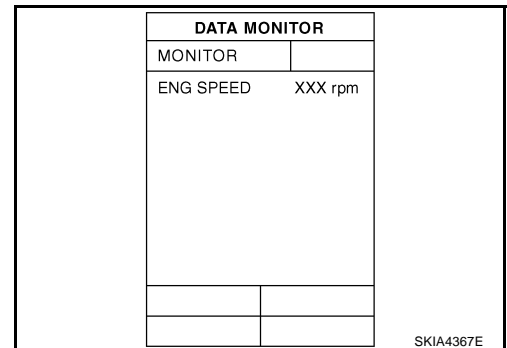 DATA MONITOR
MONITOR
ENG SPEED XXX rpm
SKIA4367E